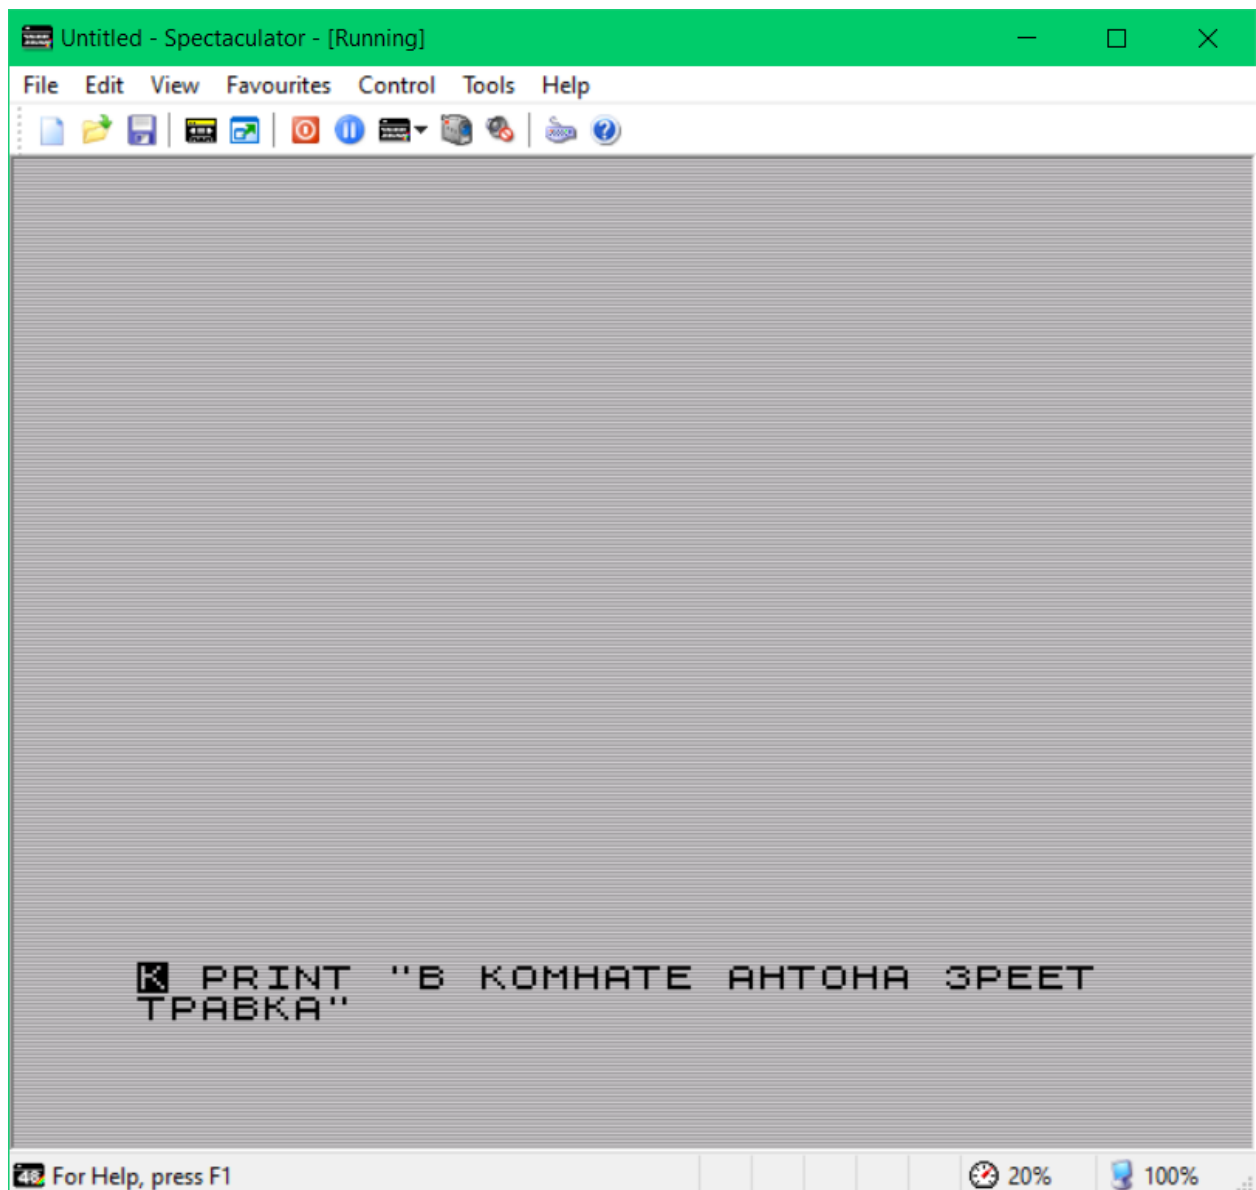 Untitled - Spectaculator - [Running]
File Edit View Favourites Control Tools Help
K PRINT "В КОМНАТЕ АНТОНА ЗРЕЕТ
ТРАВКА"
48 For Help, press F1 20% 100%